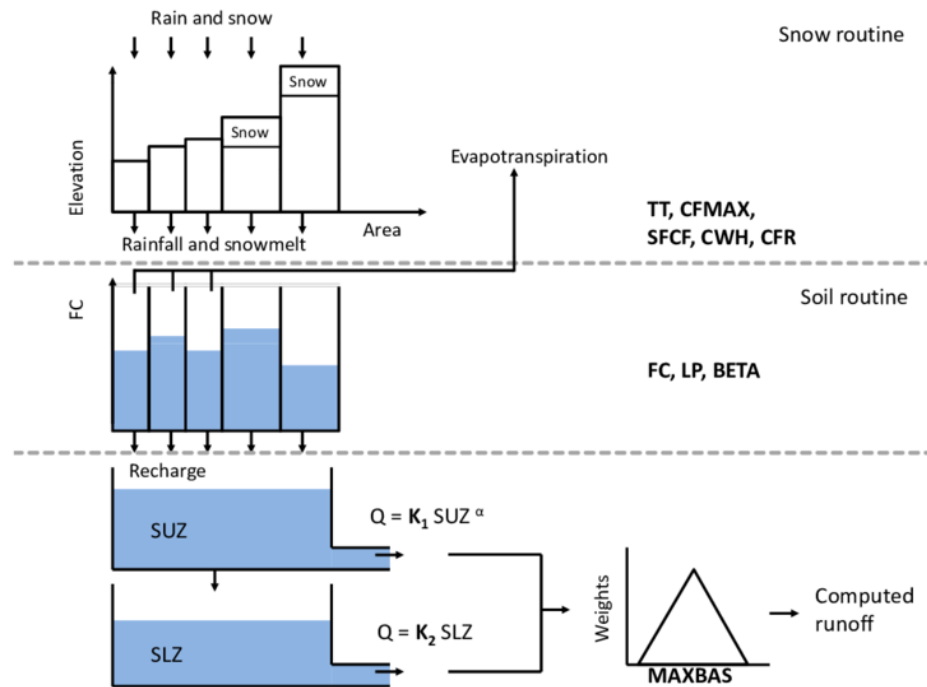 Rain and snow
Snow routine
Snow
Snow
Elevation
Evapotranspiration
Area
TT, CFMAX,
SFCF, CWH, CFR
Rainfall and snowmelt
Soil routine
FC
FC, LP, BETA
Recharge
SUZ
Q = K₁ SUZ ᵅ
SLZ
Q = K₂ SLZ
Weights
MAXBAS
Computed
runoff